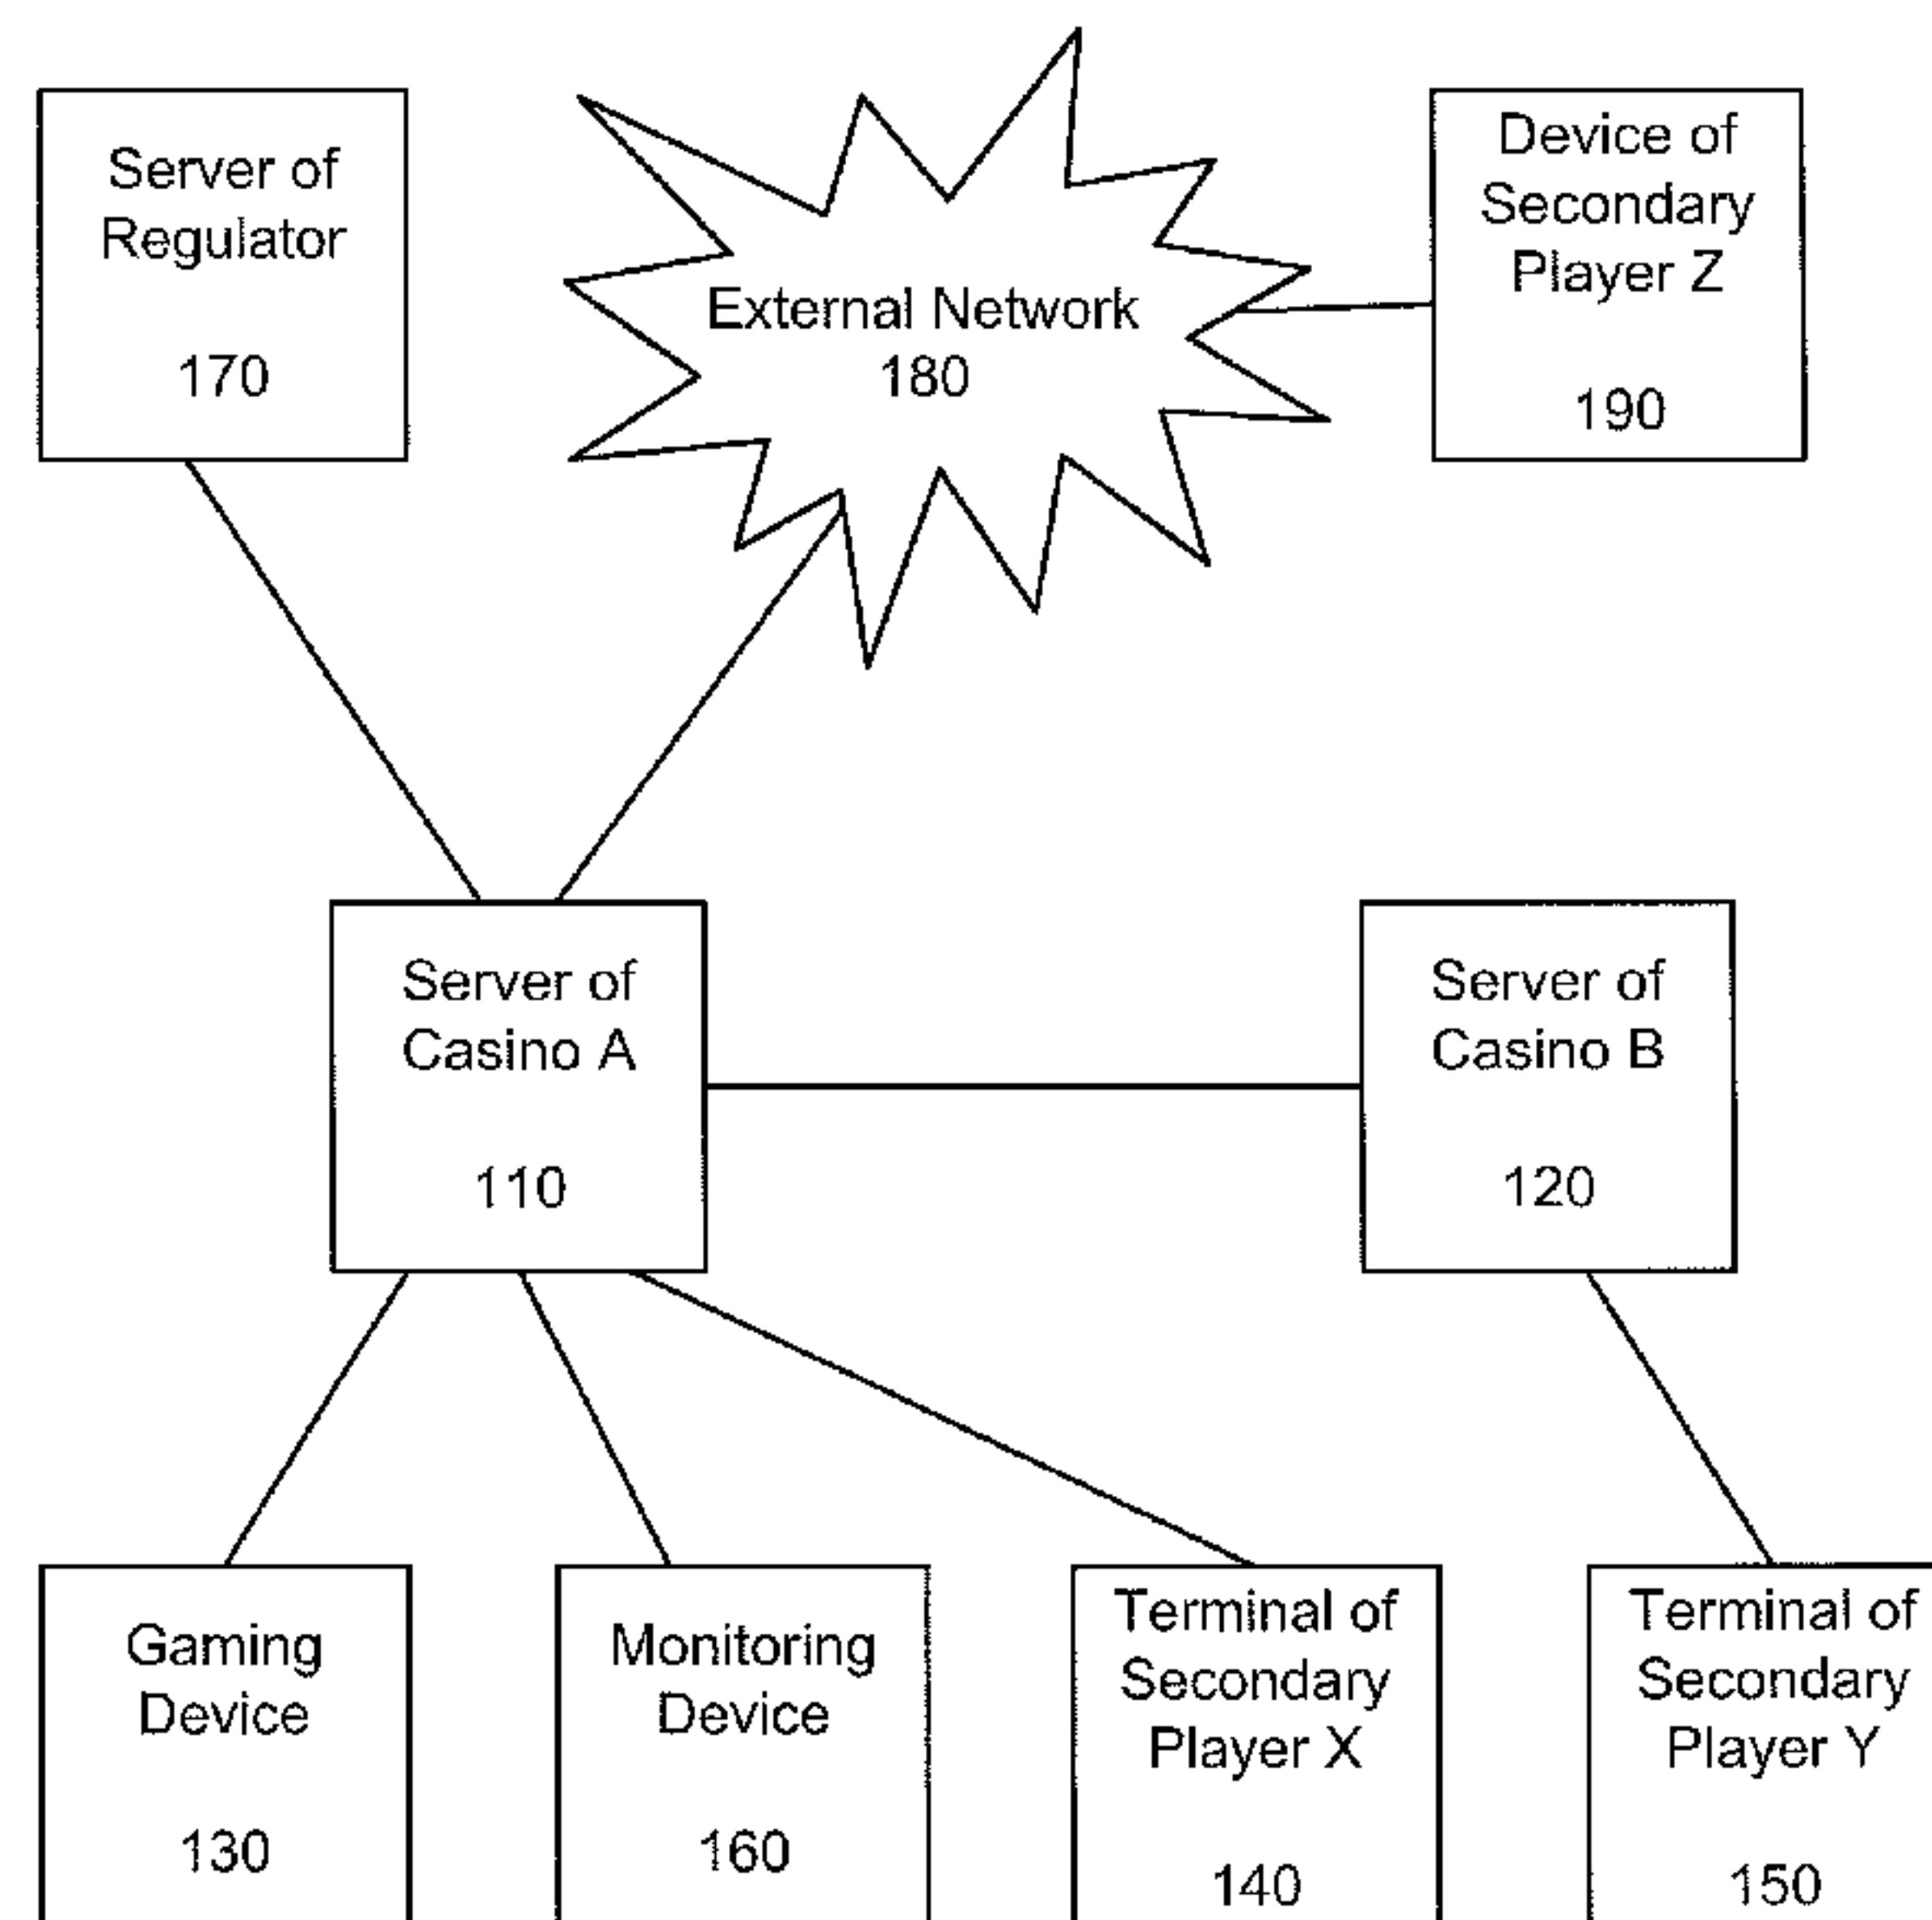 Server of
Regulator
170
External Network
180
Device of
Secondary
Player Z
190
Server of
Casino A
110
Server of
Casino B
120
Gaming
Device
130
Monitoring
Device
160
Terminal of
Secondary
Player X
140
Terminal of
Secondary
Player Y
150